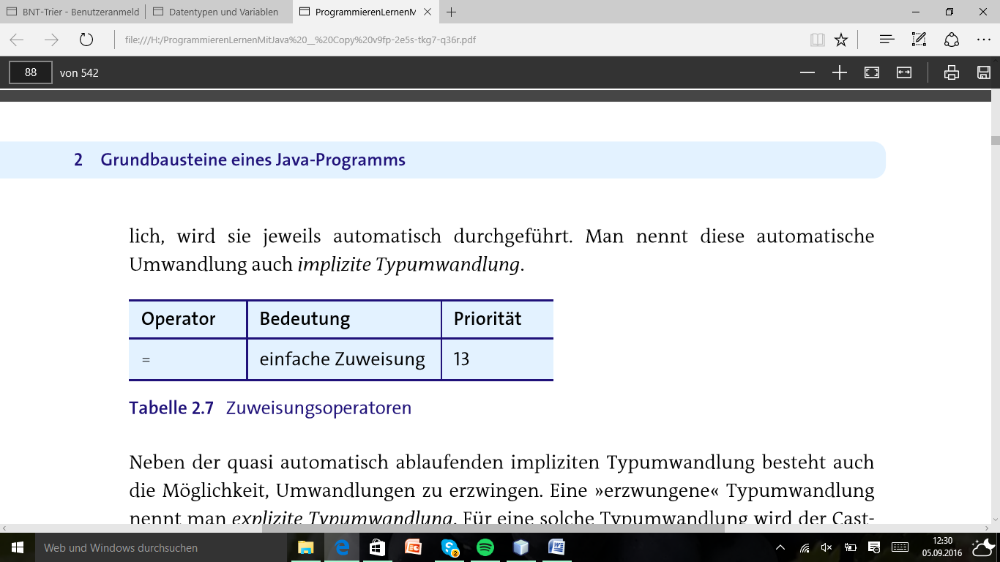 BNT-Trier - Benutzeranmeld
Datentypen und Variablen
ProgrammierenLernenM
file:///H:/ProgrammierenLernenMitJava%20__%20Copy%20v9fp-2e5s-tkg7-q36r.pdf
88 von 542
2 Grundbausteine eines Java-Programms
lich, wird sie jeweils automatisch durchgeführt. Man nennt diese automatische
Umwandlung auch implizite Typumwandlung.
Operator Bedeutung Priorität
= einfache Zuweisung 13
Tabelle 2.7 Zuweisungsoperatoren
Neben der quasi automatisch ablaufenden impliziten Typumwandlung besteht auch
die Möglichkeit, Umwandlungen zu erzwingen. Eine »erzwungene« Typumwandlung
nennt man explizite Typumwandlung. Für eine solche Typumwandlung wird der Cast-
Web und Windows durchsuchen
2
12:30
05.09.2016